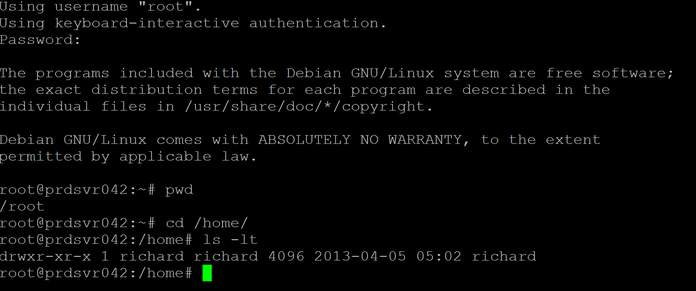 Using username "root".
Using keyboard-interactive authentication.
Password:
The programs included with the Debian GNU/Linux system are free software;
the exact distribution terms for each program are described in the
individual files in /usr/share/doc/*/copyright.
Debian GNU/Linux comes with ABSOLUTELY NO WARRANTY, to the extent
permitted by applicable law.
root@prdsvr042:~# pwd
/root
root@prdsvr042:~# cd /home/
root@prdsvr042:/home# ls -lt
drwxr-xr-x 1 richard richard 4096 2013-04-05 05:02 richard
root@prdsvr042:/home#